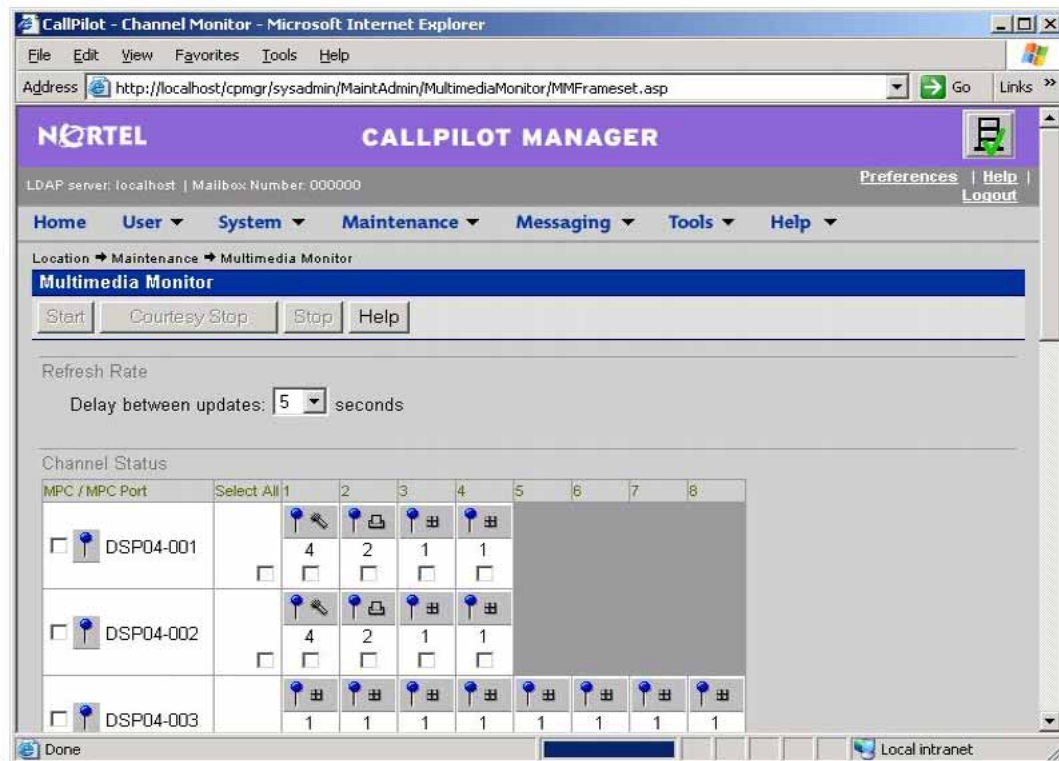 CallPilot - Channel Monitor - Microsoft Internet Explorer
File Edit View Favorites Tools Help
Address http://localhost/cpmgr/sysadmin/MaintAdmin/MultimediaMonitor/MMFrameset.asp Go Links »
NORTEL CALLPILOT MANAGER
LDAP server: localhost | Mailbox Number: 000000 Preferences | Help |
Logout
Home User System Maintenance Messaging Tools Help
Location Maintenance Multimedia Monitor
Multimedia Monitor
Start Courtesy Stop Stop Help
Refresh Rate
Delay between updates: 5 seconds
Channel Status
MPC / MPC Port Select All 1 2 3 4 5 6 7 8
DSP04-001 4 2 1 1
DSP04-002 4 2 1 1
DSP04-003 1 1 1 1 1 1 1 1
Done Local intranet